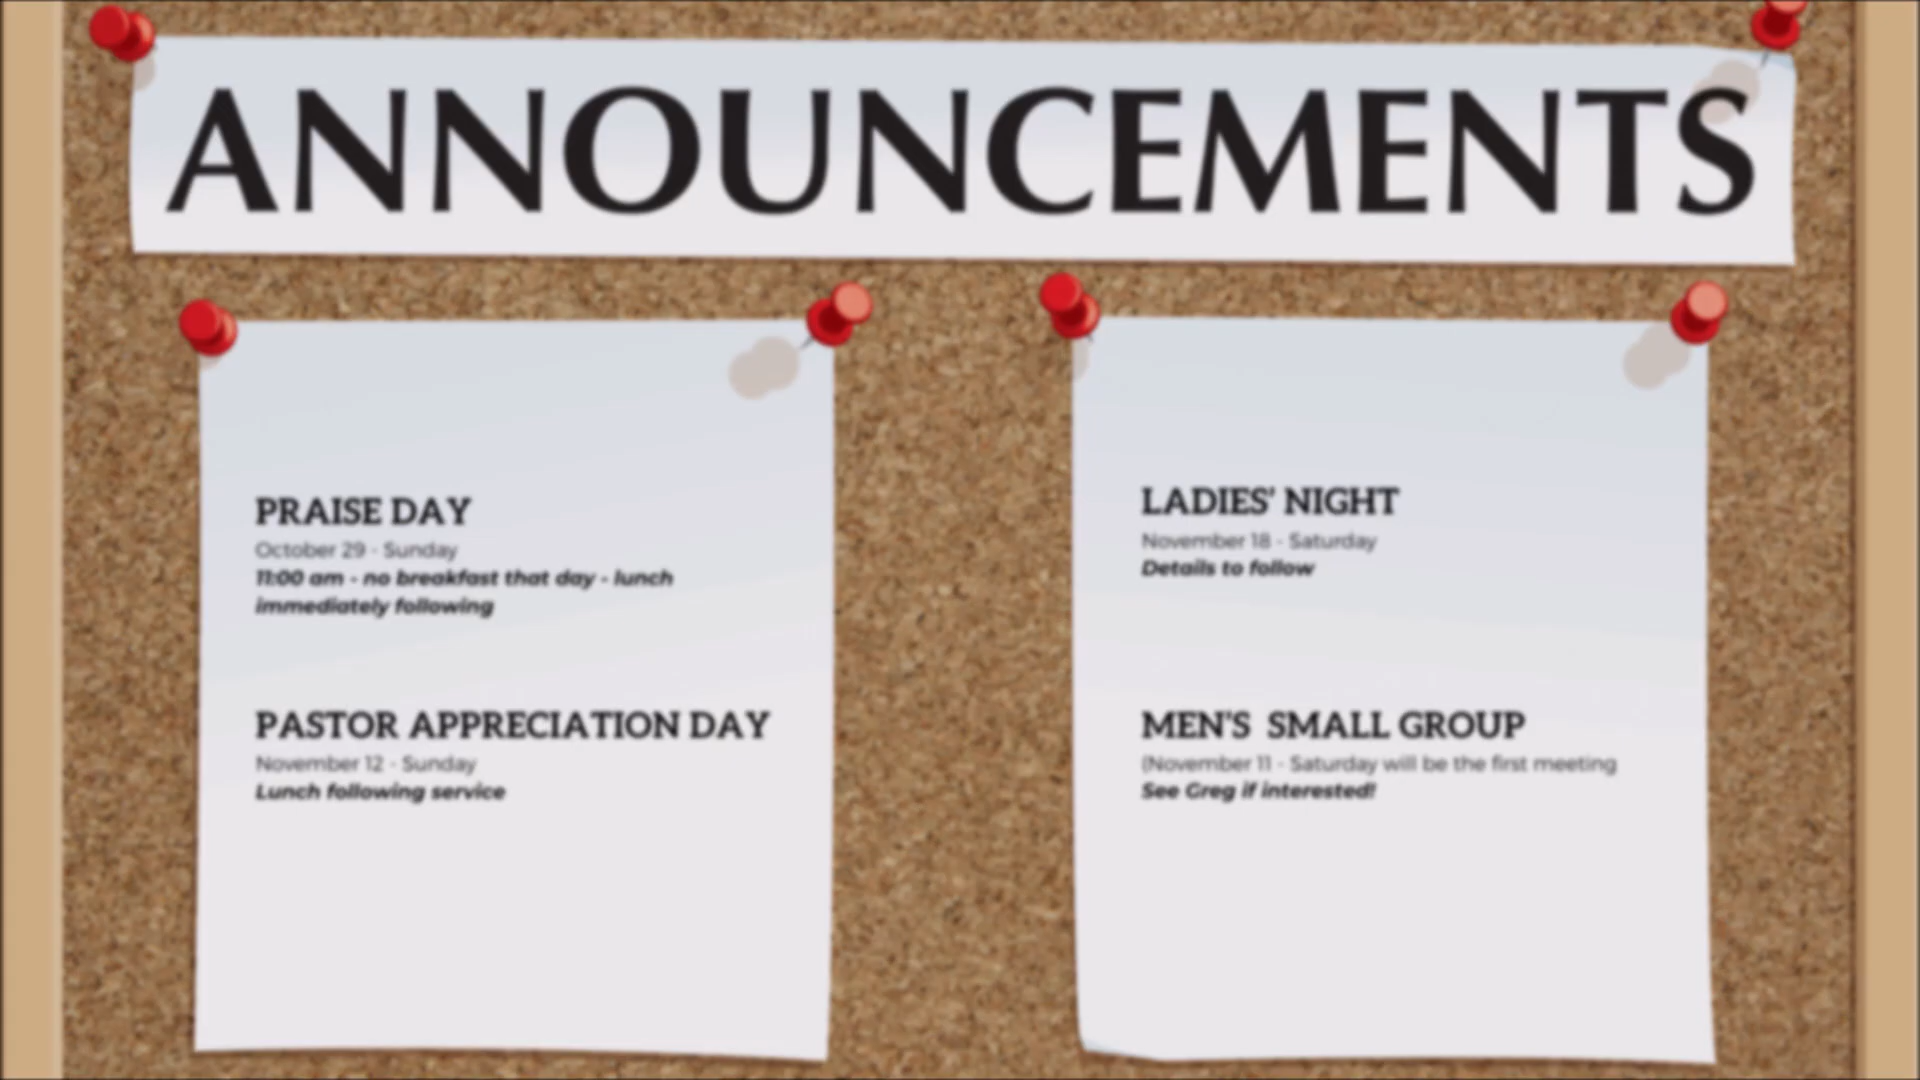 ANNOUNCEMENTS
PRAISE DAY
October 29 - Sunday
11:00 am - no breakfast that day - lunch
immediately following
PASTOR APPRECIATION DAY
November 12 - Sunday
Lunch following service
LADIES' NIGHT
November 18 - Saturday
Details to follow
MEN'S SMALL GROUP
(November 11 - Saturday will be the first meeting
See Greg if interested!